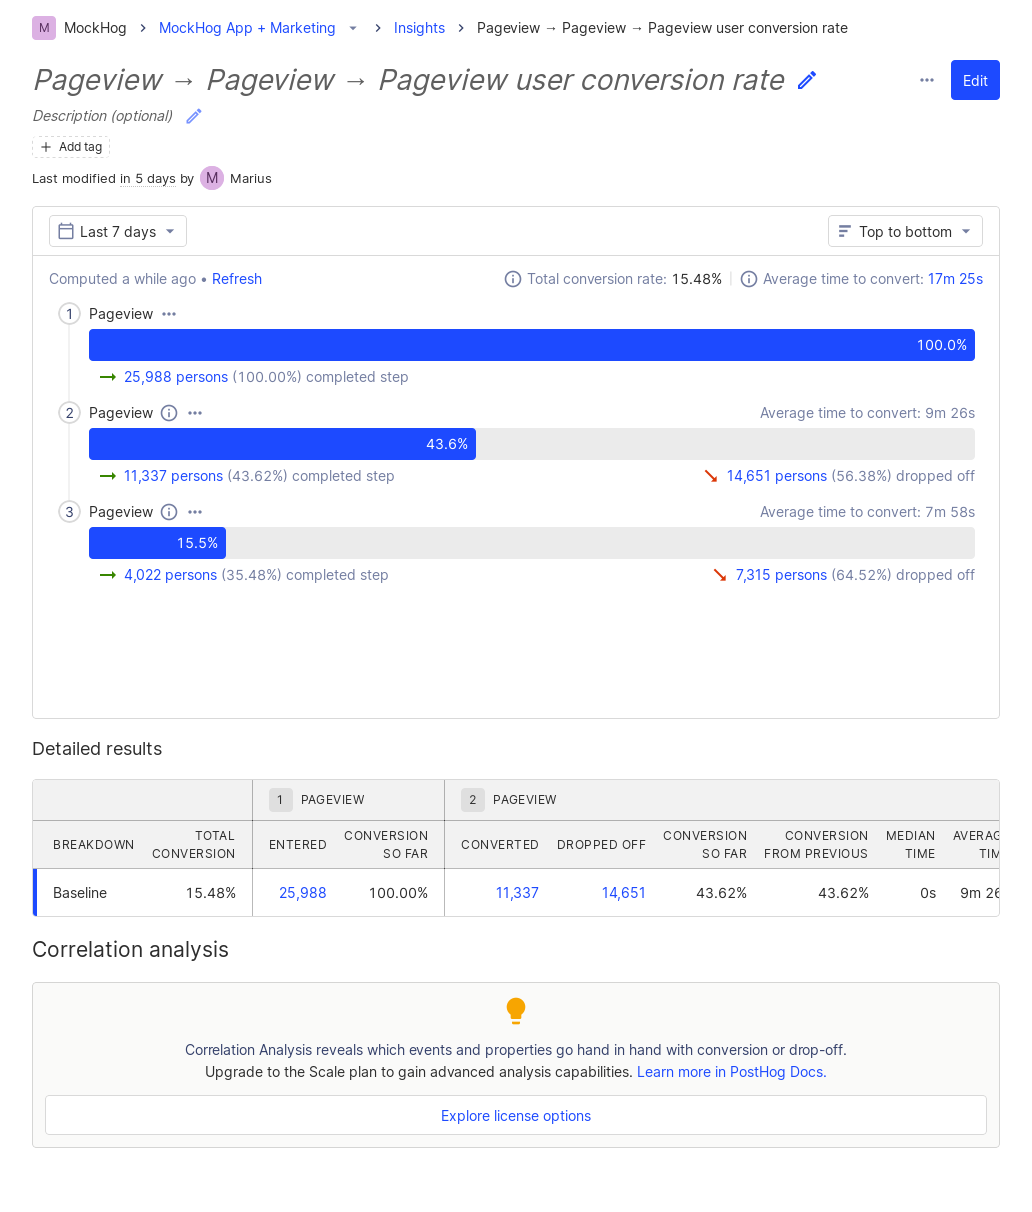 M MockHog MockHog App + Marketing Insights Pageview → Pageview → Pageview user conversion rate
Pageview → Pageview → Pageview user conversion rate Edit
Description (optional)
Add tag
Last modified in 5 days by M Marius
Last 7 days Top to bottom
Computed a while ago • Refresh Total conversion rate: 15.48% Average time to convert: 17m 25s
1 Pageview
100.0%
25,988 persons (100.00%) completed step
2 Pageview Average time to convert: 9m 26s
43.6%
11,337 persons (43.62%) completed step 14,651 persons (56.38%) dropped off
3 Pageview Average time to convert: 7m 58s
15.5%
4,022 persons (35.48%) completed step 7,315 persons (64.52%) dropped off
Detailed results
1 PAGEVIEW 2 PAGEVIEW
BREAKDOWN TOTAL CONVERSION ENTERED CONVERSION SO FAR CONVERTED DROPPED OFF CONVERSION SO FAR CONVERSION FROM PREVIOUS MEDIAN TIME
Baseline 15.48% 25,988 100.00% 11,337 14,651 43.62% 43.62% 0s 9m
Correlation analysis
Correlation Analysis reveals which events and properties go hand in hand with conversion or drop-off.
Upgrade to the Scale plan to gain advanced analysis capabilities. Learn more in PostHog Docs.
Explore license options